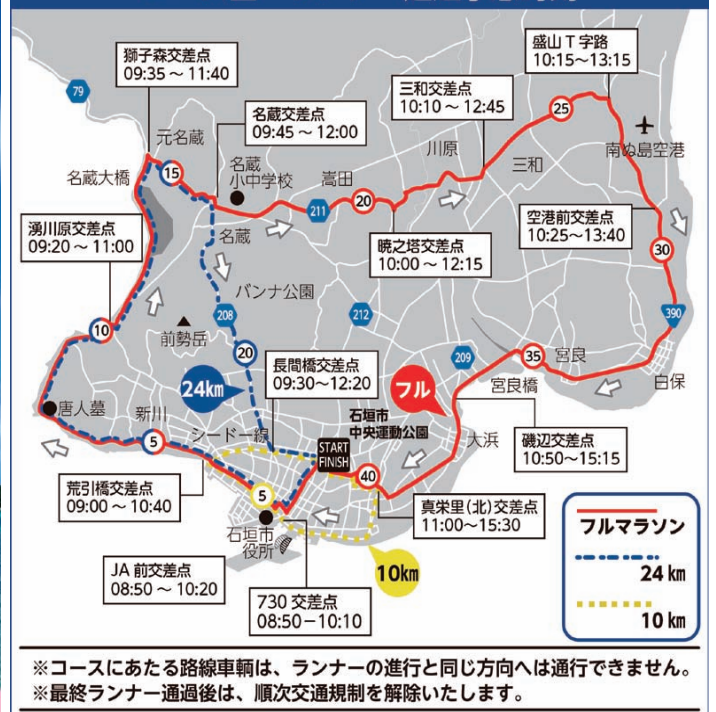 盛山T字路
10:15～13:15
獅子森交差点
09:35～11:40
三和交差点
10:10～12:45
79
名蔵交差点
09:45～12:00
25
南ぬ島空港
元名蔵
川原
三和
名蔵大橋
15
名蔵
小中学校
嵩田
20
211
空港前交差点
10:25～13:40
湧川原交差点
09:20～11:00
名蔵
暁之塔交差点
10:00～12:15
30
バンナ公園
390
10
208
212
前勢岳
20
長間橋交差点
09:30～12:20
209
35
宮良
白保
24km
フル
宮良橋
唐人墓
新川
石垣市
中央運動公園
大浜
磯辺交差点
10:50～15:15
5
シードー線
START
FINISH
40
荒引橋交差点
09:00～10:40
5
真栄里(北)交差点
11:00～15:30
フルマラソン
石垣市
役所
24 km
JA前交差点
08:50～10:20
10km
730交差点
08:50－10:10
10 km
※コースにあたる路線車輌は、ランナーの進行と同じ方向へは通行できません。
※最終ランナー通過後は、順次交通規制を解除いたします。